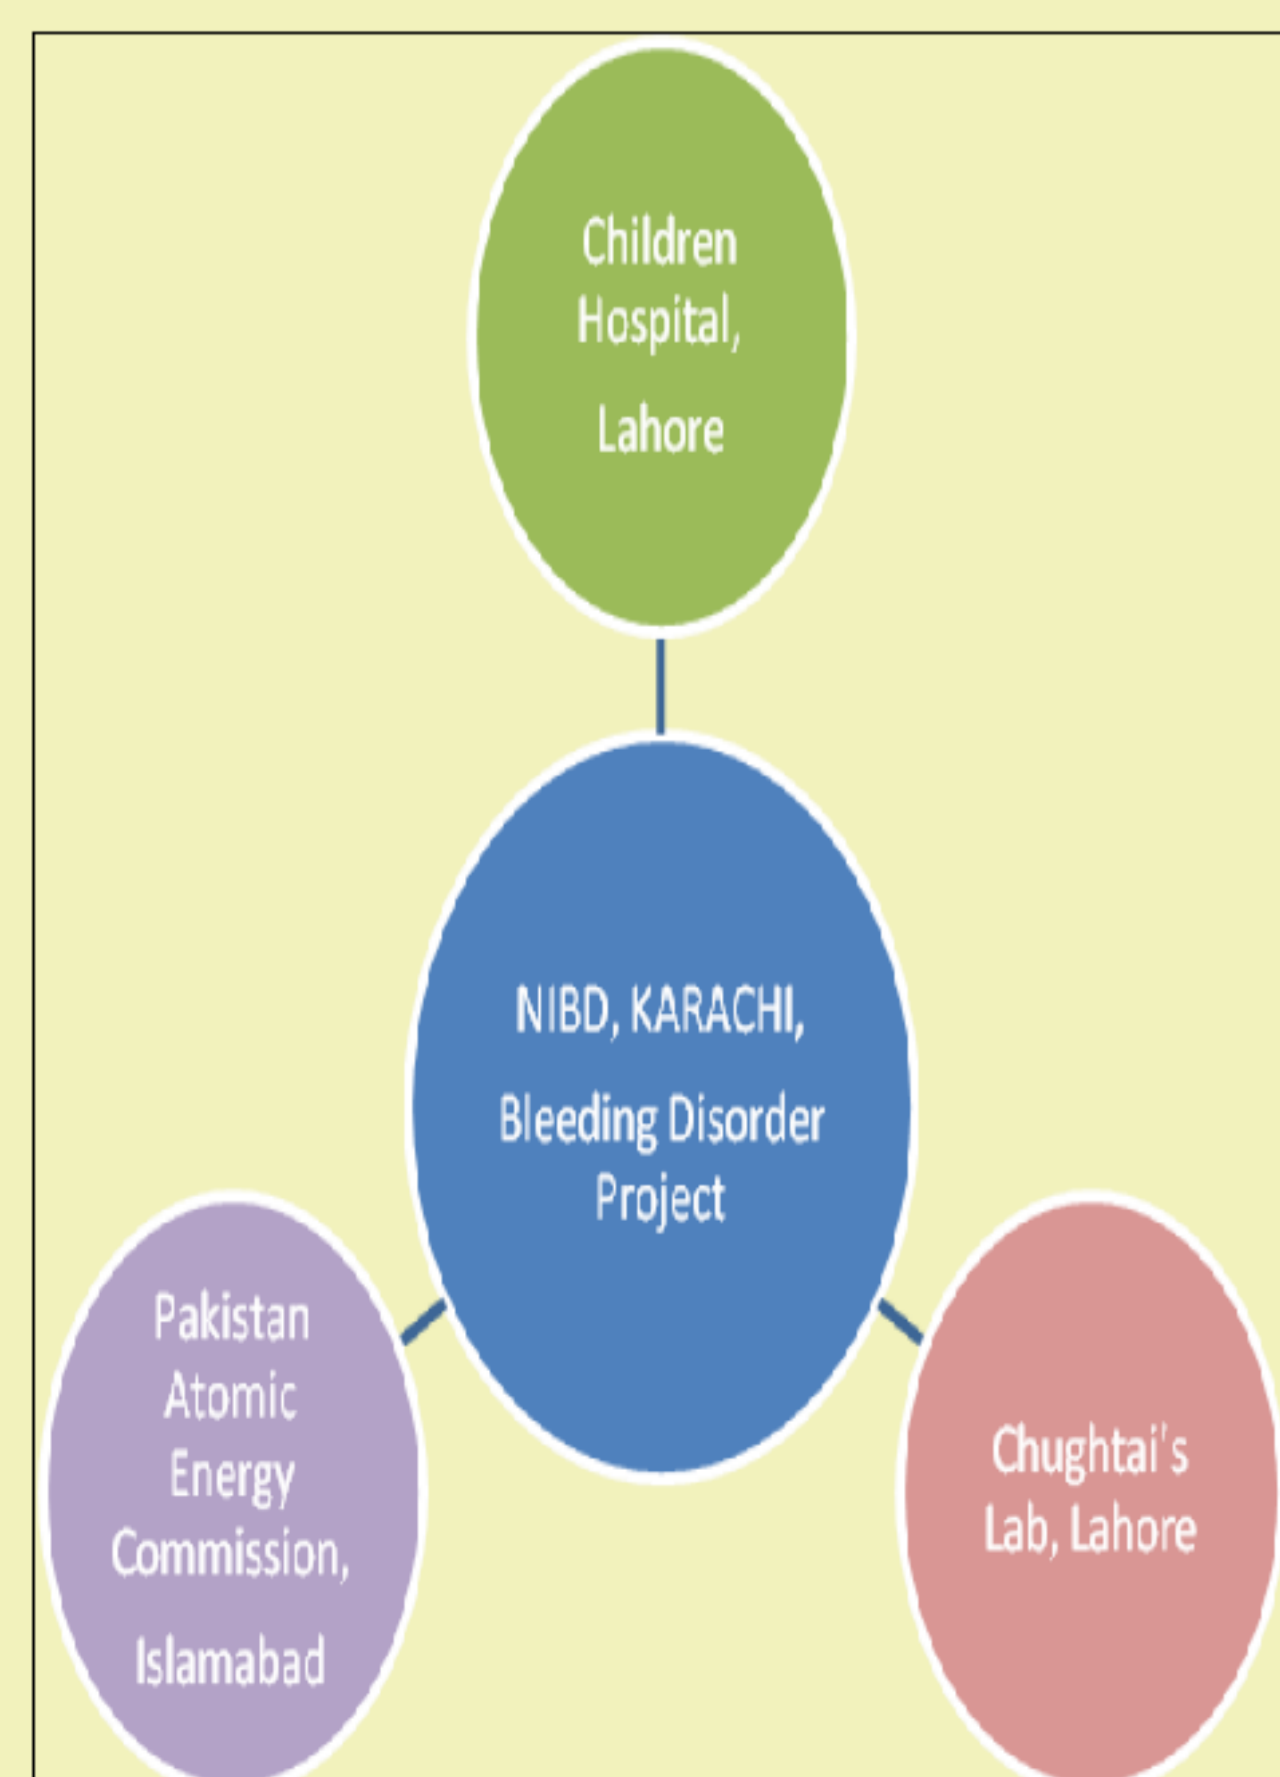 Children
Hospital,
Lahore
NIBD, KARACHI,
Bleeding Disorder
Project
Pakistan
Atomic
Energy
Commission,
Islamabad
Chughtai's
Lab, Lahore